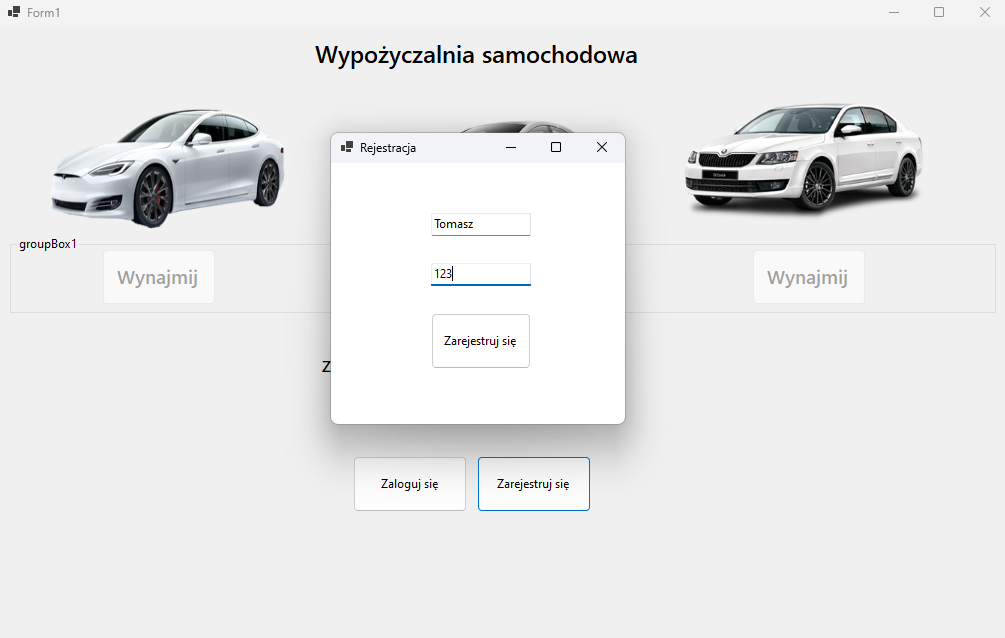 Form1
Wypożyczalnia samochodowa
Rejestracja
Tomasz
groupBox1
Wynajmij
123
Wynajmij
Zarejestruj się
Z
Zaloguj się
Zarejestruj się